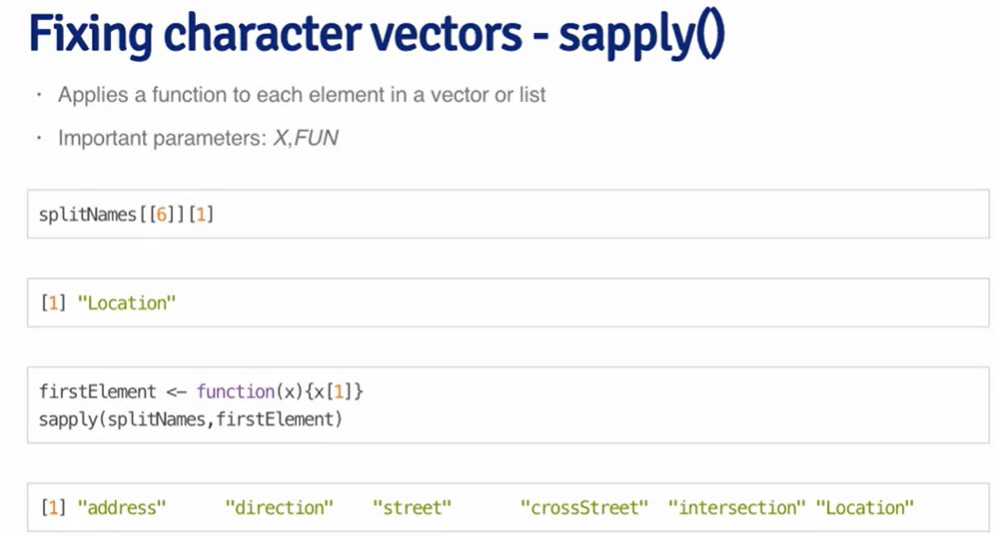 Fixing character vectors - sapply()
· Applies a function to each element in a vector or list
· Important parameters: X,FUN
splitNames[[6]][1]
[1] "Location"
firstElement <- function(x){x[1]}
sapply(splitNames,firstElement)
[1] "address" "direction" "street" "crossStreet" "intersection" "Location"